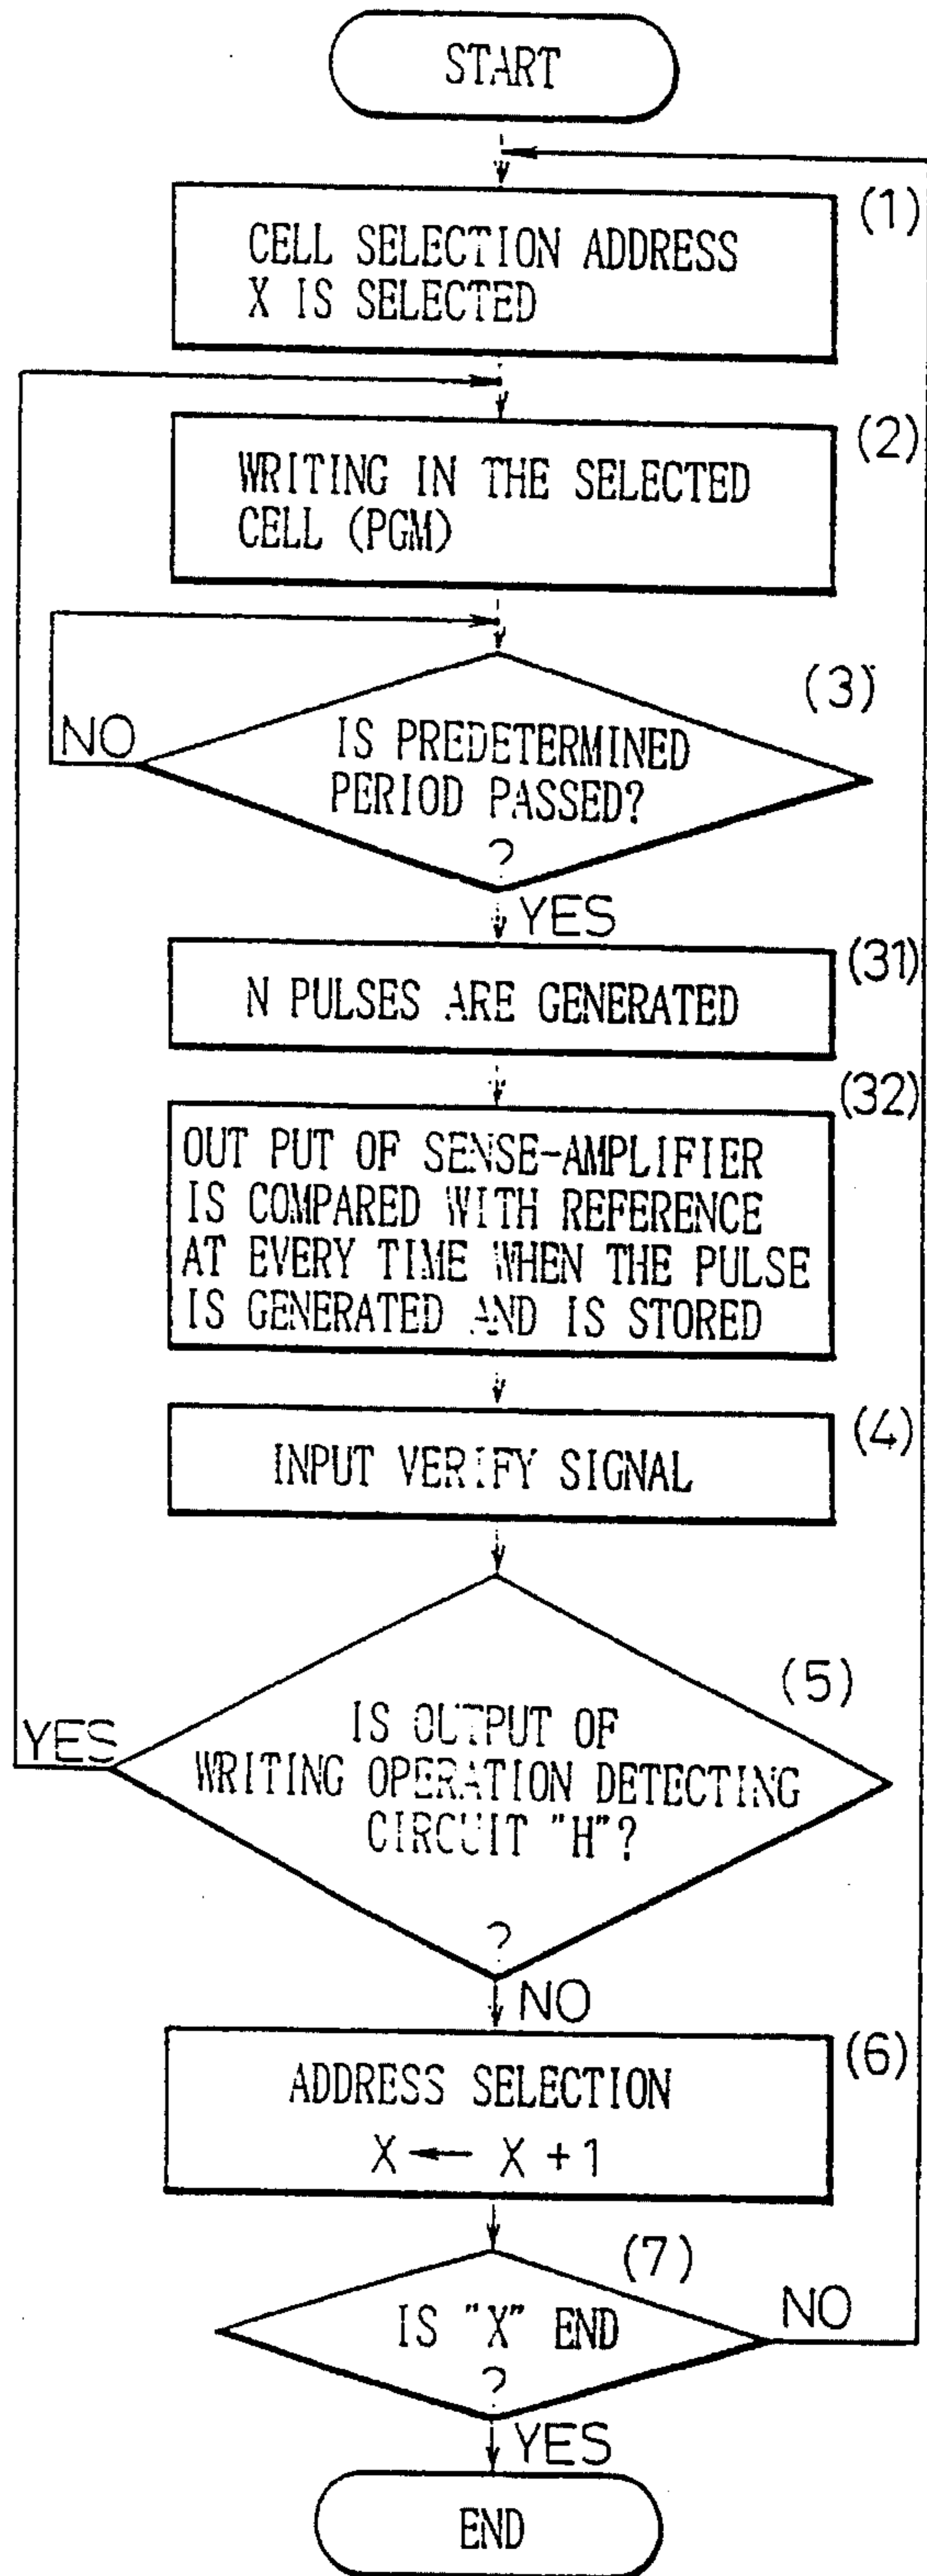 START
(1)
CELL SELECTION ADDRESS
X IS SELECTED
(2)
WRITING IN THE SELECTED
CELL (PGM)
(3)
NO
IS PREDETERMINED
PERIOD PASSED?
?
YES
(31)
N PULSES ARE GENERATED
(32)
OUT PUT OF SENSE-AMPLIFIER
IS COMPARED WITH REFERENCE
AT EVERY TIME WHEN THE PULSE
IS GENERATED AND IS STORED
(4)
INPUT VERIFY SIGNAL
(5)
YES
IS OUTPUT OF
WRITING OPERATION DETECTING
CIRCUIT "H"?
?
NO
(6)
ADDRESS SELECTION
X ← X +1
(7)
IS "X" END
NO
?
YES
END